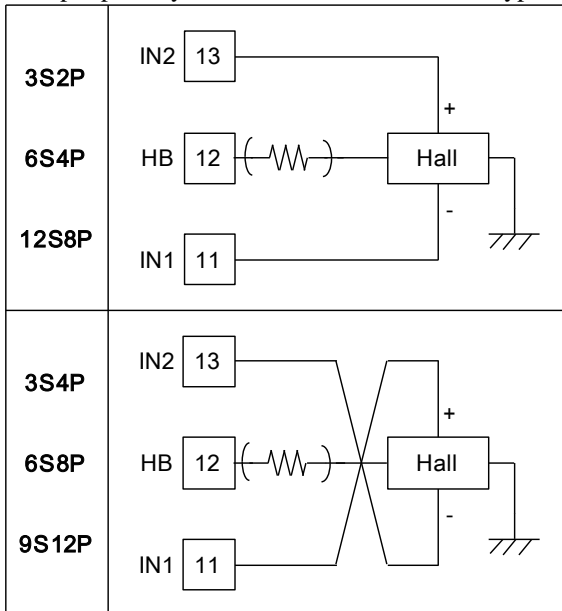 3S2P
6S4P
12S8P
IN2 13
+
HB 12 Hall
-
IN1 11
3S4P
6S8P
9S12P
IN2 13
+
HB 12 Hall
-
IN1 11